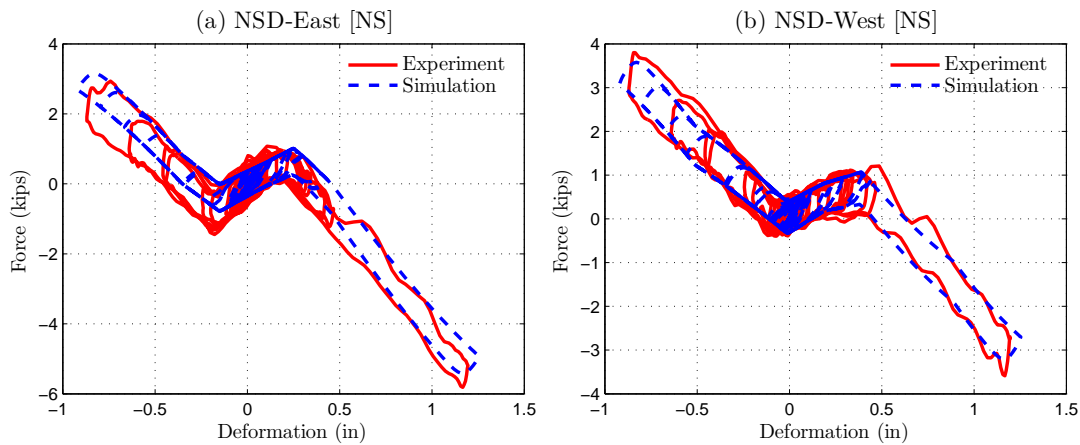 (a) NSD-East [NS]
4
2
0
−2
−4
−6
Force (kips)
−1
−0.5
0
0.5
1
1.5
Deformation (in)
Experiment
Simulation
(b) NSD-West [NS]
4
3
2
1
0
−1
−2
−3
−4
Force (kips)
−1
−0.5
0
0.5
1
1.5
Deformation (in)
Experiment
Simulation